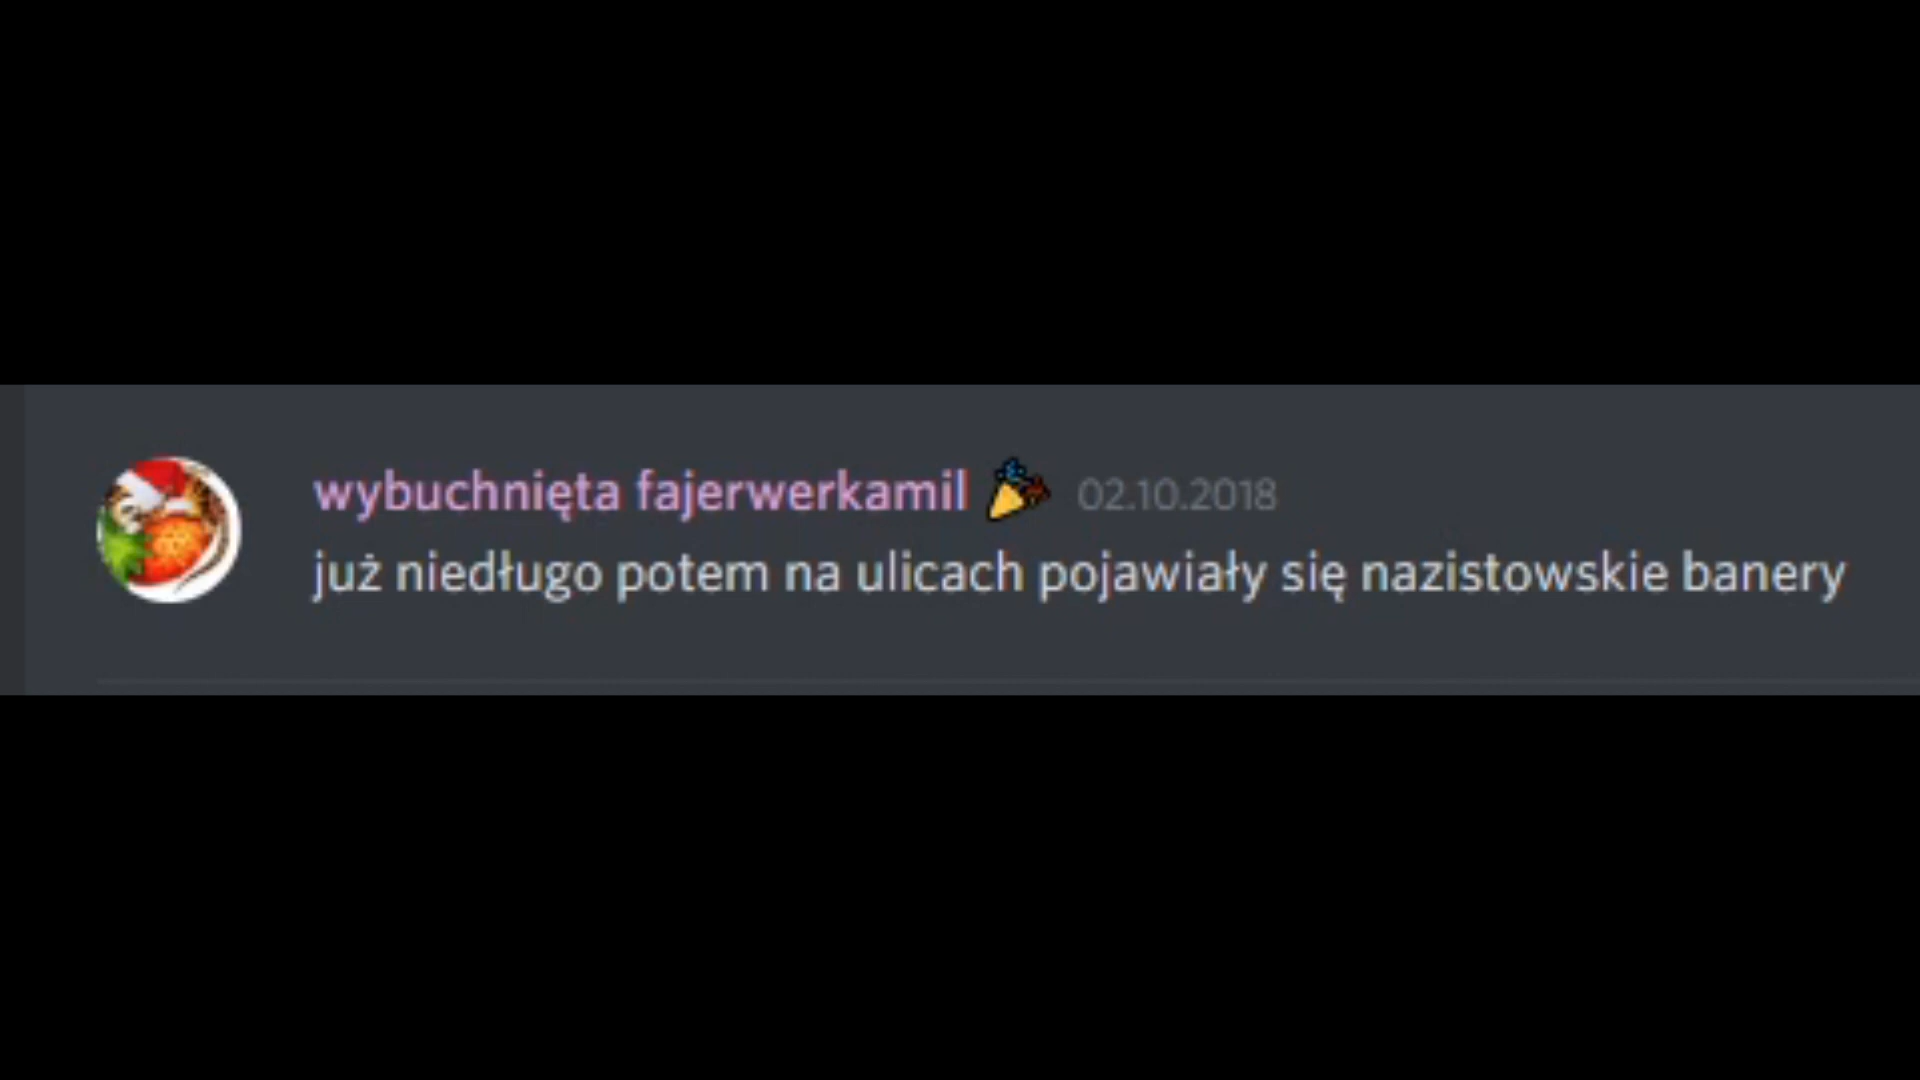 wybuchnięta fajerwerkamil 🎉 02.10.2018
już niedługo potem na ulicach pojawiały się nazistowskie banery